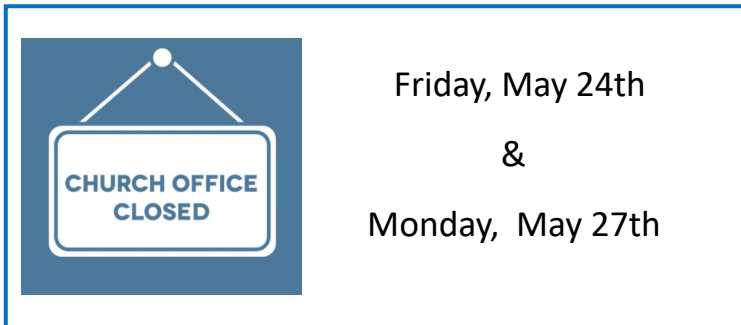 CHURCH OFFICE
CLOSED
Friday, May 24th
&
Monday,  May 27th